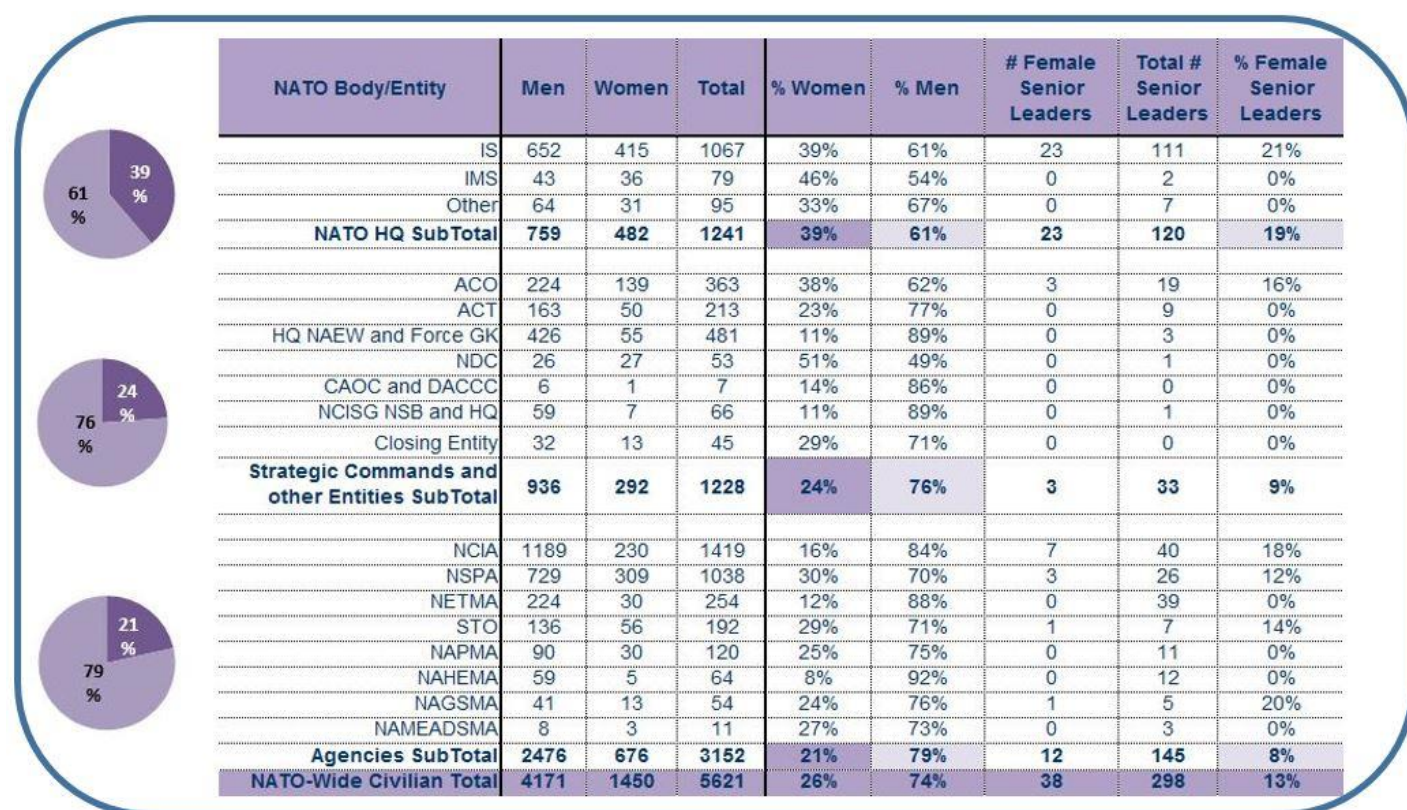 NATO Body/Entity Men Women Total % Women % Men # Female Senior Leaders Total # Senior Leaders % Female Senior Leaders
IS 652 415 1067 39% 61% 23 111 21%
IMS 43 36 79 46% 54% 0 2 0%
Other 64 31 95 33% 67% 0 7 0%
NATO HQ SubTotal 759 482 1241 39% 61% 23 120 19%
39 %
61 %
ACO 224 139 363 38% 62% 3 19 16%
ACT 163 50 213 23% 77% 0 9 0%
HQ NAEW and Force GK 426 55 481 11% 89% 0 3 0%
NDC 26 27 53 51% 49% 0 1 0%
CAOC and DACCC 6 1 7 14% 86% 0 0 0%
NCISG NSB and HQ 59 7 66 11% 89% 0 1 0%
Closing Entity 32 13 45 29% 71% 0 0 0%
Strategic Commands and other Entities SubTotal 936 292 1228 24% 76% 3 33 9%
24 %
76 %
NCIA 1189 230 1419 16% 84% 7 40 18%
NSPA 729 309 1038 30% 70% 3 26 12%
NETMA 224 30 254 12% 88% 0 39 0%
STO 136 56 192 29% 71% 1 7 14%
NAPMA 90 30 120 25% 75% 0 11 0%
NAHEMA 59 5 64 8% 92% 0 12 0%
NAGSMA 41 13 54 24% 76% 1 5 20%
NAMEADSMA 8 3 11 27% 73% 0 3 0%
Agencies SubTotal 2476 676 3152 21% 79% 12 145 8%
21 %
79 %
NATO-Wide Civilian Total 4171 1450 5621 26% 74% 38 298 13%